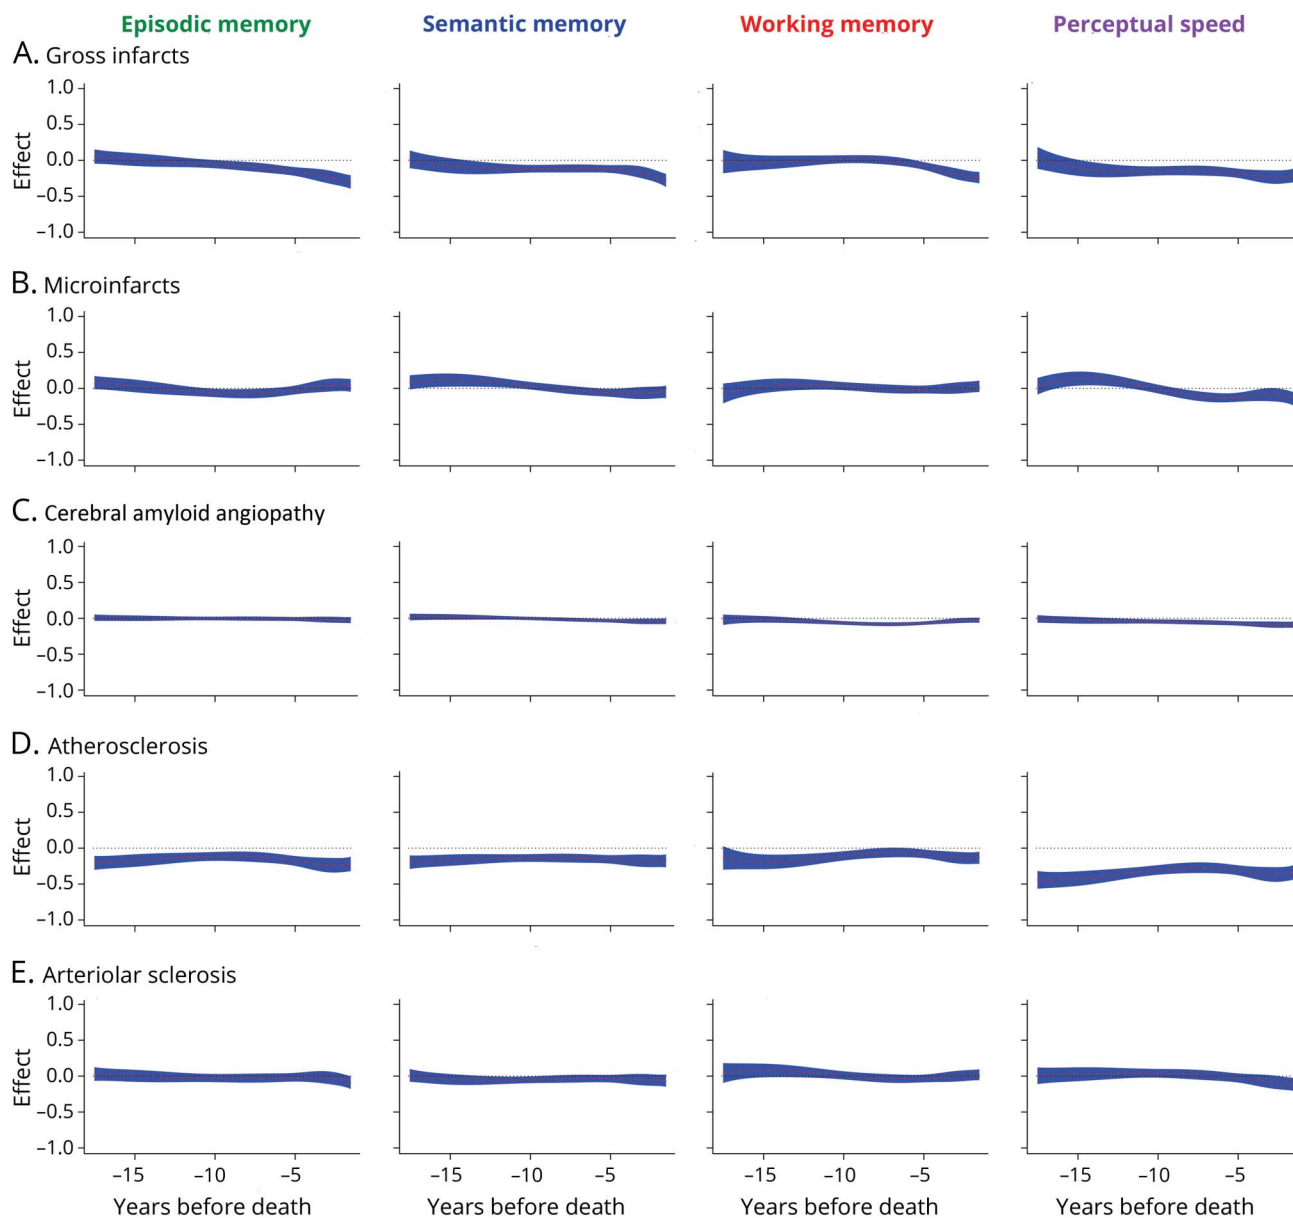 Episodic memory Semantic memory Working memory Perceptual speed
A. Gross infarcts
1.0
0.5
0.0
–0.5
–1.0
Effect
B. Microinfarcts
1.0
0.5
0.0
–0.5
–1.0
Effect
C. Cerebral amyloid angiopathy
1.0
0.5
0.0
–0.5
–1.0
Effect
D. Atherosclerosis
1.0
0.5
0.0
–0.5
–1.0
Effect
E. Arteriolar sclerosis
1.0
0.5
0.0
–0.5
–1.0
Effect
–15 –10 –5 –15 –10 –5 –15 –10 –5 –15 –10 –5
Years before death Years before death Years before death Years before death